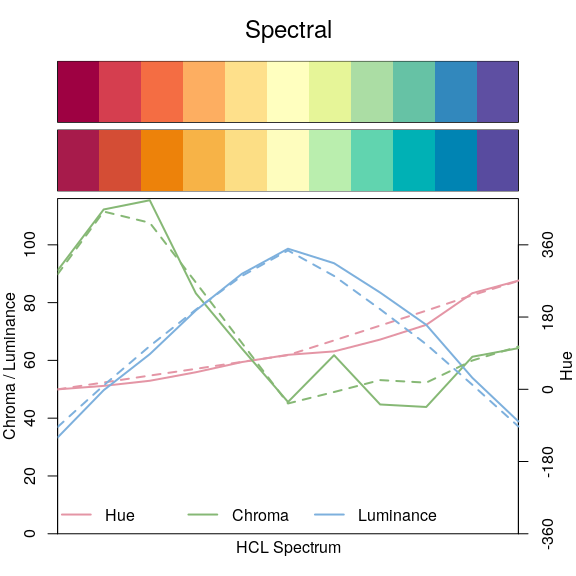 Spectral
Chroma / Luminance
0
20
40
60
80
100
Hue
-360
-180
0
180
360
Hue
Chroma
Luminance
HCL Spectrum